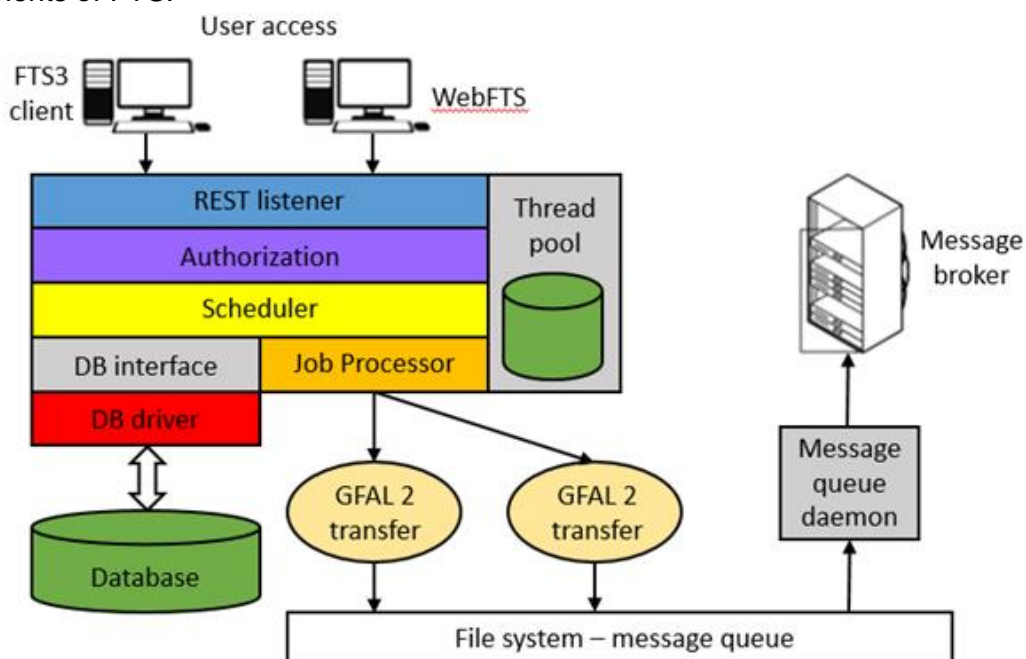 User access
FTS3
client
WebFTS
REST listener
Thread
pool
Authorization
Scheduler
DB interface
Job Processor
DB driver
Message
broker
GFAL 2
transfer
GFAL 2
transfer
Message
queue
daemon
Database
File system – message queue